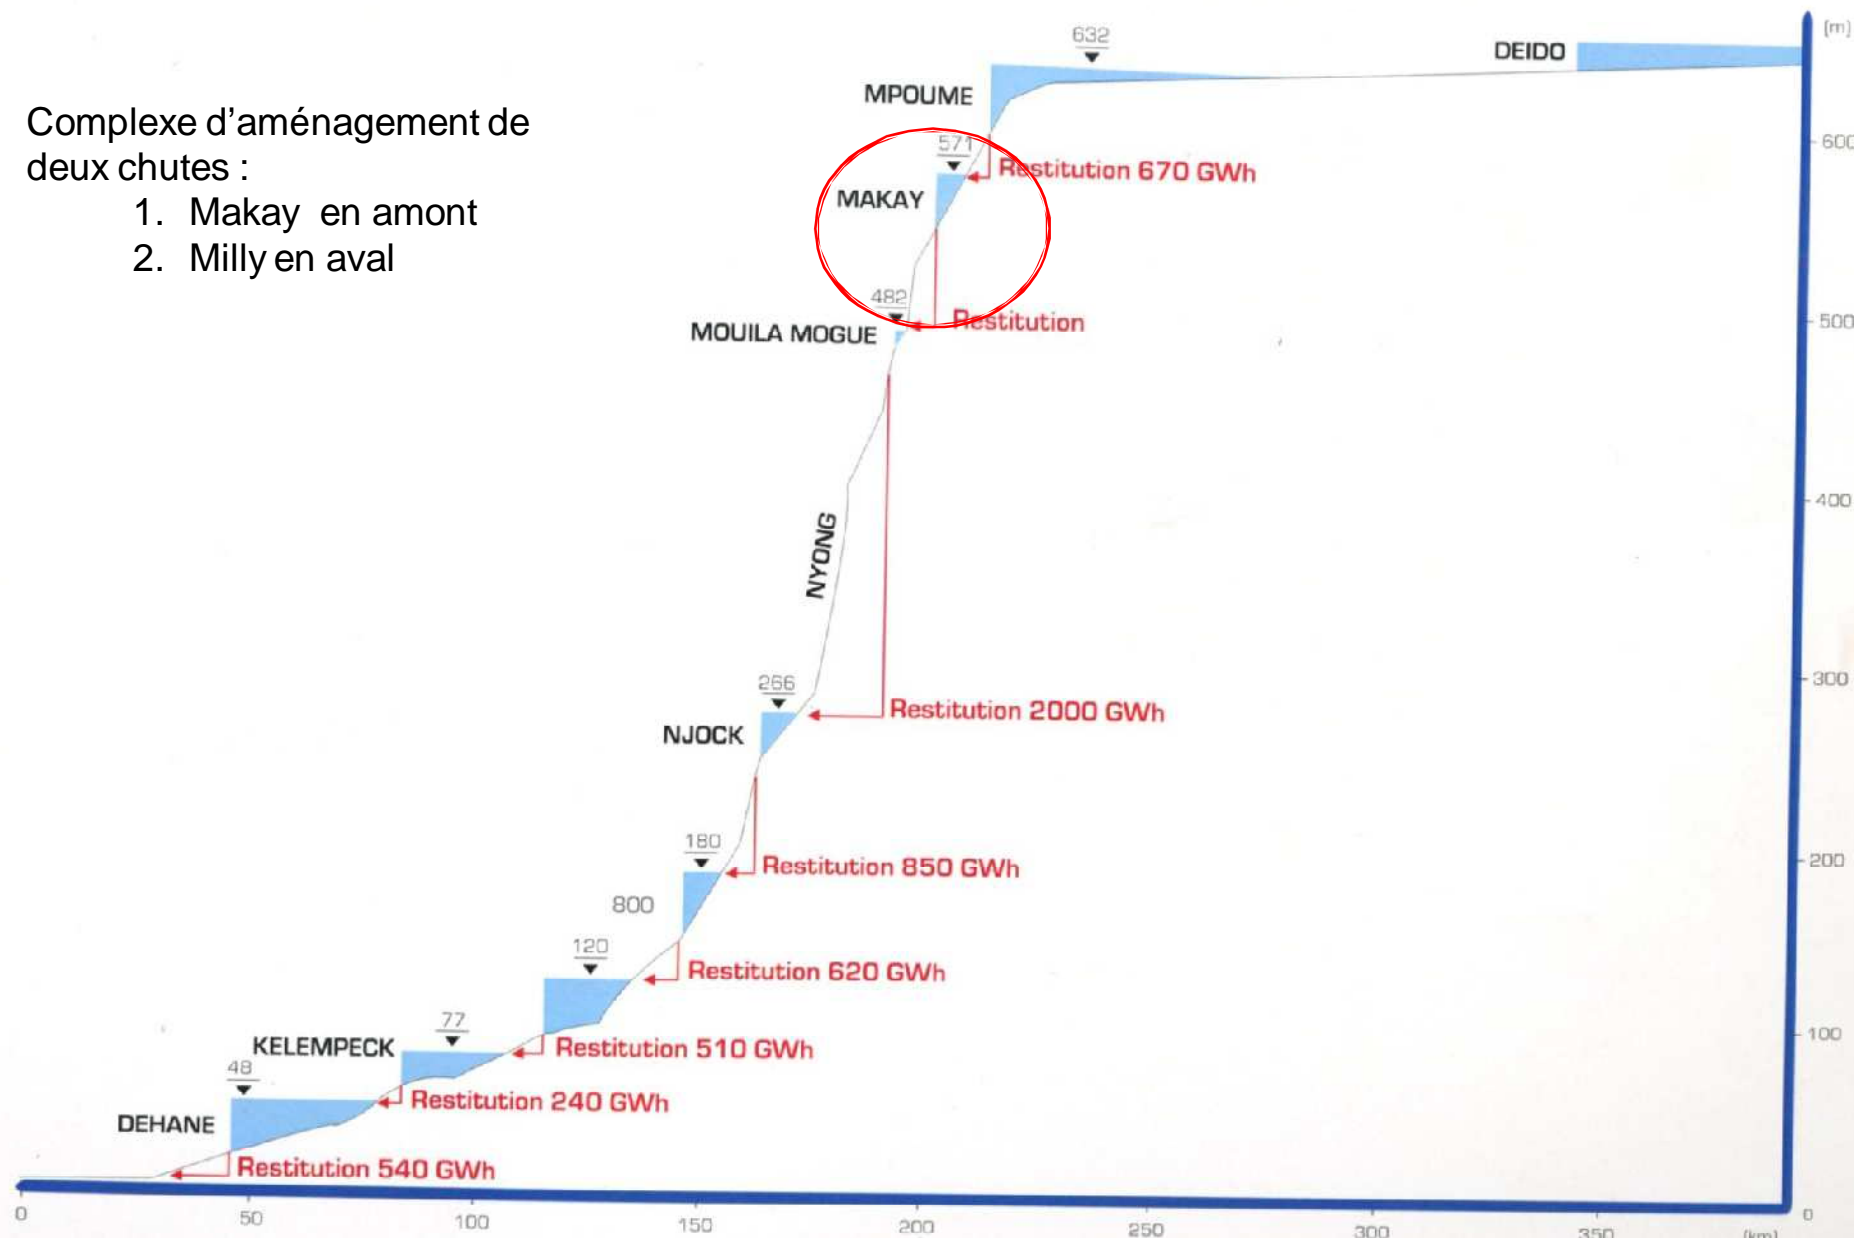 Complexe d'aménagement de
deux chutes :
1. Makay en amont
2. Milly en aval
(m)
632
DEIDO
MPOUME
600
571
Restitution 670 GWh
MAKAY
482
Restitution
500
MOUILA MOGUE
400
NYONG
300
266
Restitution 2000 GWh
NJOCK
180
Restitution 850 GWh
200
800
120
Restitution 620 GWh
77
KELEMPECK
Restitution 510 GWh
100
48
Restitution 240 GWh
DEHANE
Restitution 540 GWh
0 50 100 150 200 250 300 350 (km) 0